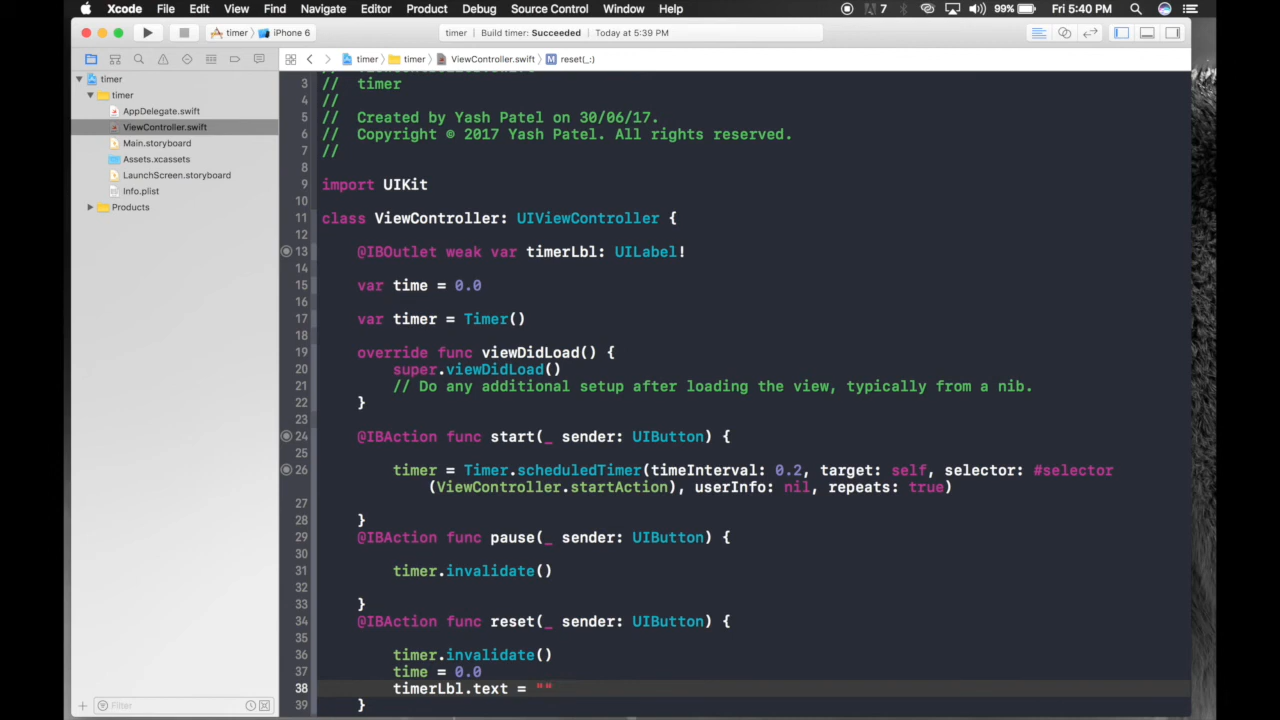 Xcode File Edit View Find Navigate Editor Product Debug Source Control Window Help 7 99% Fri 5:40 PM
timer iPhone 6 timer Build timer: Succeeded Today at 5:39 PM
timer timer ViewController.swift M reset(_:)
timer
timer
AppDelegate.swift
ViewController.swift
Main.storyboard
Assets.xcassets
LaunchScreen.storyboard
Info.plist
Products
Filter
3 // timer
4 //
5 // Created by Yash Patel on 30/06/17.
6 // Copyright © 2017 Yash Patel. All rights reserved.
7 //
8
9 import UIKit
10
11 class ViewController: UIViewController {
12
13 @IBOutlet weak var timerLbl: UILabel!
14
15 var time = 0.0
16
17 var timer = Timer()
18
19 override func viewDidLoad() {
20 super.viewDidLoad()
21 // Do any additional setup after loading the view, typically from a nib.
22 }
23
24 @IBAction func start(_ sender: UIButton) {
25
26 timer = Timer.scheduledTimer(timeInterval: 0.2, target: self, selector: #selector
(ViewController.startAction), userInfo: nil, repeats: true)
27
28 }
29 @IBAction func pause(_ sender: UIButton) {
30
31 timer.invalidate()
32
33 }
34 @IBAction func reset(_ sender: UIButton) {
35
36 timer.invalidate()
37 time = 0.0
38 timerLbl.text = ""
39 }